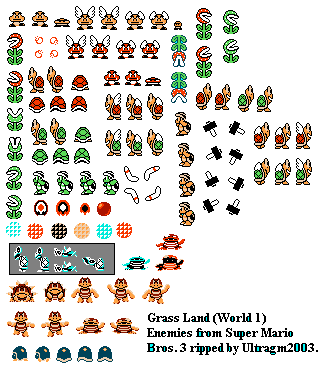 Grass Land (World 1)
Enemies from Super Mario
Bros. 3 ripped by Ultragm2003.